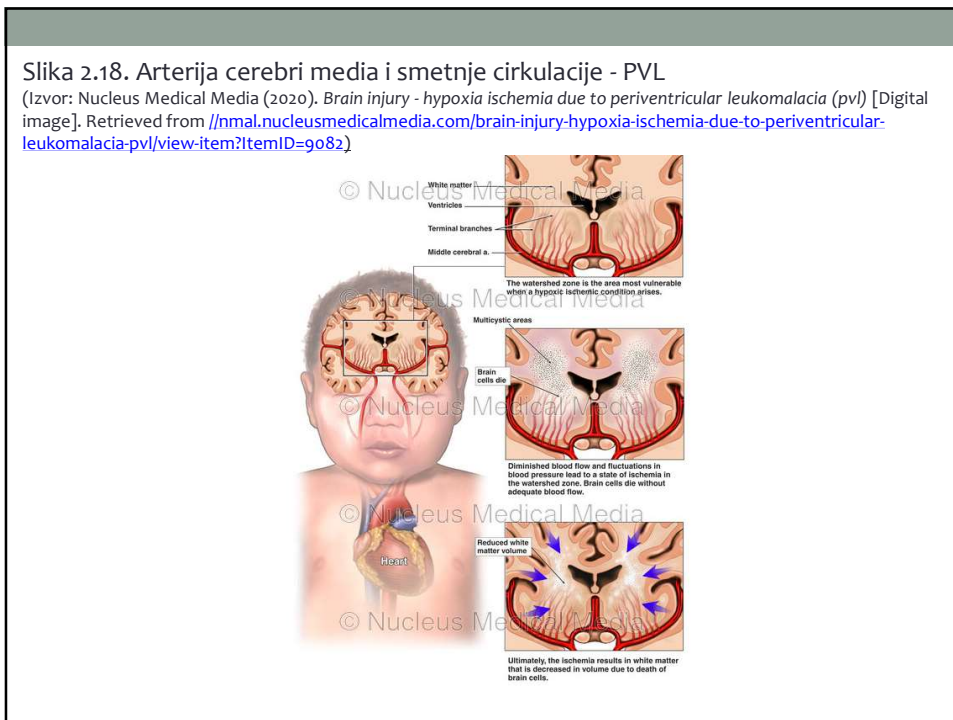 Slika 2.18. Arterija cerebri media i smetnje cirkulacije - PVL
(Izvor: Nucleus Medical Media (2020). Brain injury - hypoxia ischemia due to periventricular leukomalacia (pvl) [Digital
image]. Retrieved from //nmal.nucleusmedicalmedia.com/brain-injury-hypoxia-ischemia-due-to-periventricular-
leukomalacia-pvl/view-item?ItemID=9082)
© Nucleus Medical Media
White matter
Ventricles
Terminal branches
Middle cerebral a.
The watershed zone is the area most vulnerable
when a hypoxic ischemic condition arises.
© Nucleus Medical Media
Multicystic areas
Brain
cells die
© Nucleus Medical Media
Diminished blood flow and fluctuations in
blood pressure lead to a state of ischemia in
the watershed zone. Brain cells die without
adequate blood flow.
© Nucleus Medical Media
Reduced white
matter volume
Heart
© Nucleus Medical Media
Ultimately, the ischemia results in white matter
that is decreased in volume due to death of
brain cells.